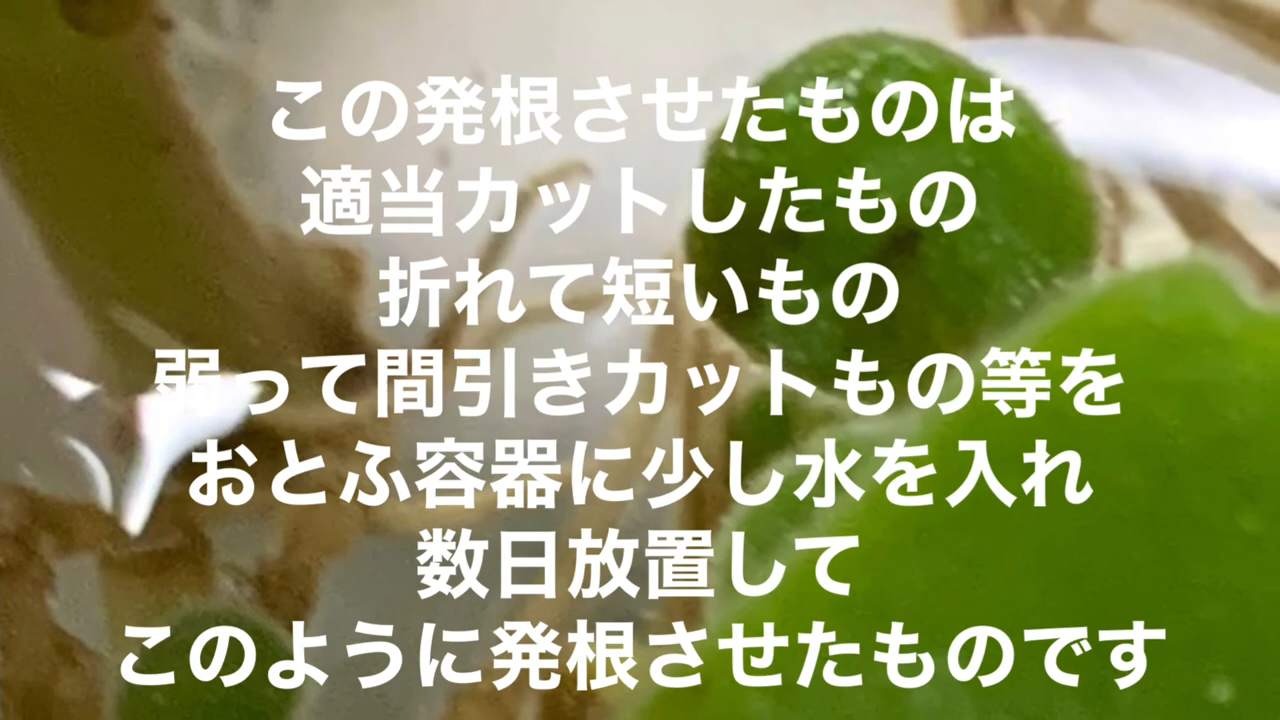 この発根させたものは
適当カットしたもの
折れて短いもの
弱って間引きカットもの等を
おとふ容器に少し水を入れ
数日放置して
このように発根させたものです